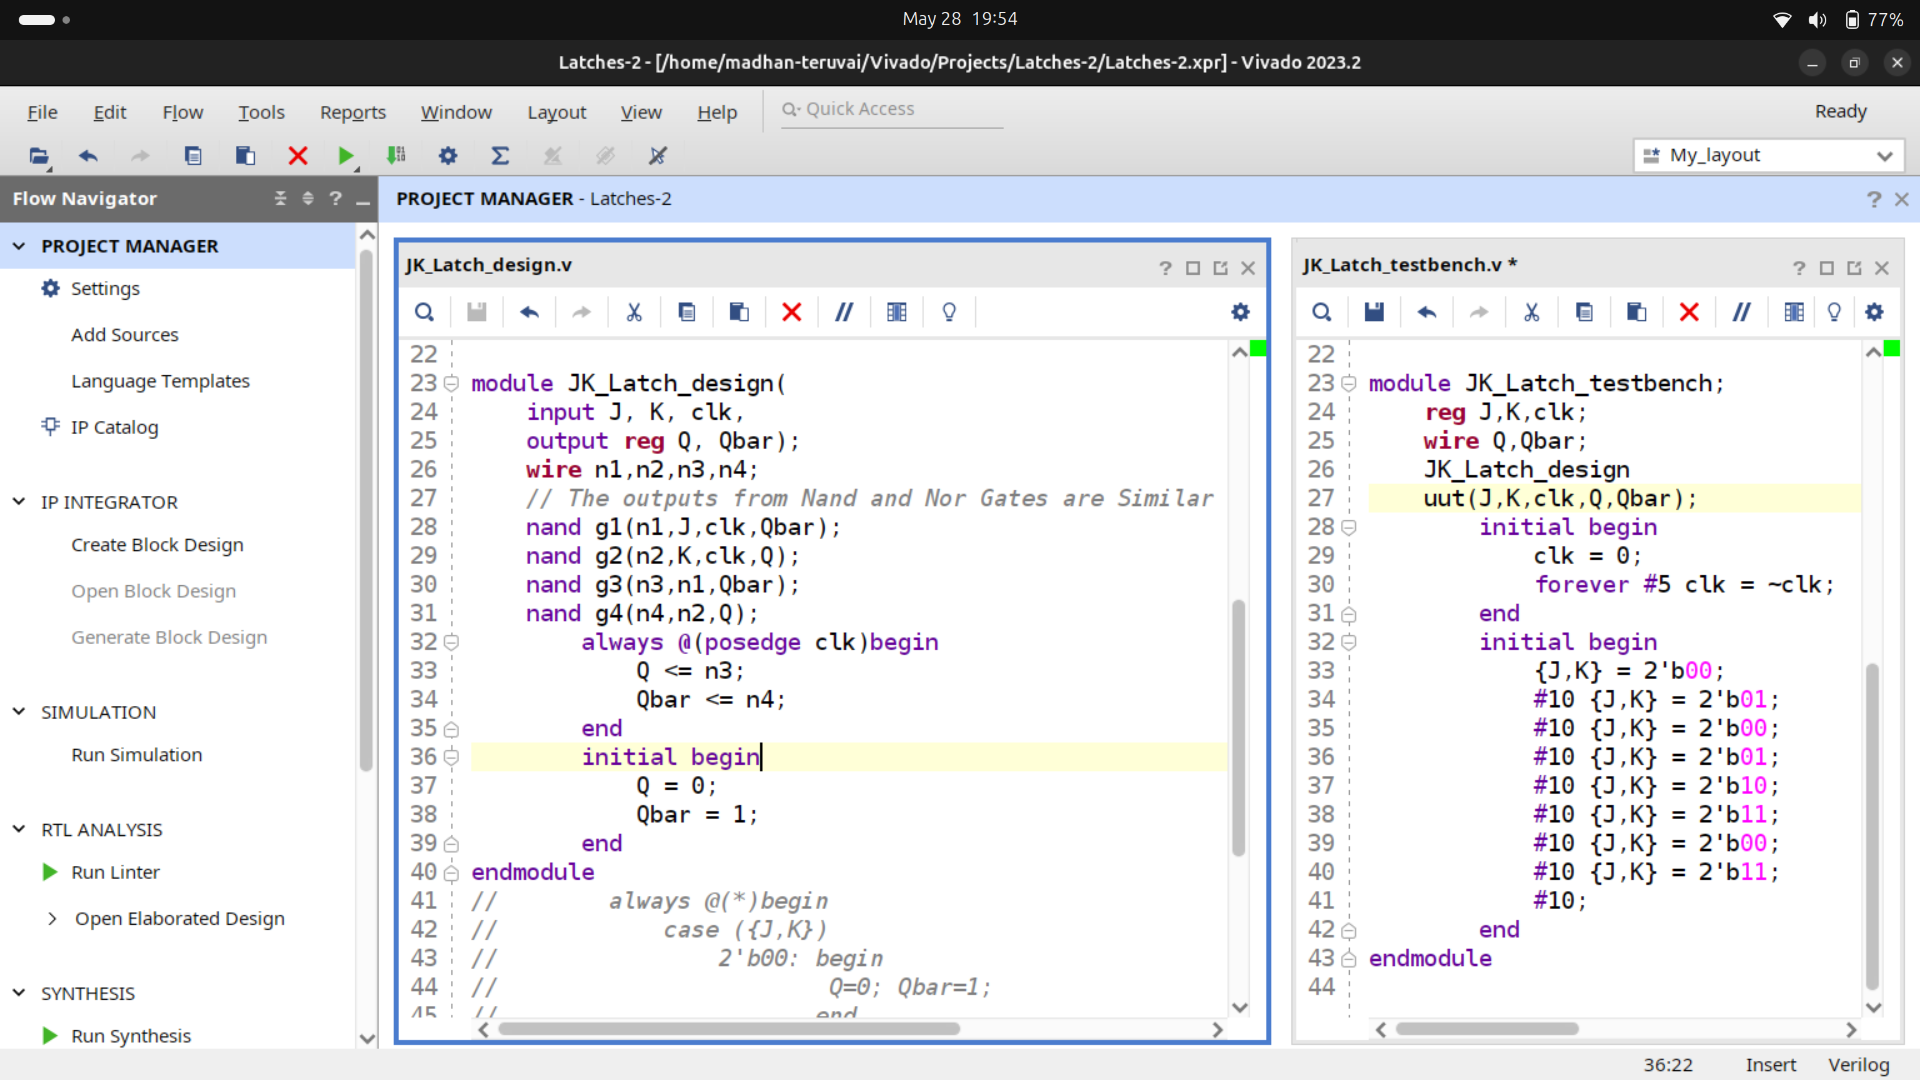 May 28 19:54
77%
Latches-2 - [/home/madhan-teruvai/Vivado/Projects/Latches-2/Latches-2.xpr] - Vivado 2023.2
File Edit Flow Tools Reports Window Layout View Help
Quick Access
Ready
My_layout
Flow Navigator
?
PROJECT MANAGER
Settings
Add Sources
Language Templates
IP Catalog
IP INTEGRATOR
Create Block Design
Open Block Design
Generate Block Design
SIMULATION
Run Simulation
RTL ANALYSIS
Run Linter
Open Elaborated Design
SYNTHESIS
Run Synthesis
PROJECT MANAGER - Latches-2
?
JK_Latch_design.v
?
22
23 module JK_Latch_design(
24 input J, K, clk,
25 output reg Q, Qbar);
26 wire n1,n2,n3,n4;
27 // The outputs from Nand and Nor Gates are Similar
28 nand g1(n1,J,clk,Qbar);
29 nand g2(n2,K,clk,Q);
30 nand g3(n3,n1,Qbar);
31 nand g4(n4,n2,Q);
32 always @(posedge clk)begin
33 Q <= n3;
34 Qbar <= n4;
35 end
36 initial begin
37 Q = 0;
38 Qbar = 1;
39 end
40 endmodule
41 // always @(*)begin
42 // case ({J,K})
43 // 2'b00: begin
44 // Q=0; Qbar=1;
45 // end
JK_Latch_testbench.v *
?
22
23 module JK_Latch_testbench;
24 reg J,K,clk;
25 wire Q,Qbar;
26 JK_Latch_design
27 uut(J,K,clk,Q,Qbar);
28 initial begin
29 clk = 0;
30 forever #5 clk = ~clk;
31 end
32 initial begin
33 {J,K} = 2'b00;
34 #10 {J,K} = 2'b01;
35 #10 {J,K} = 2'b00;
36 #10 {J,K} = 2'b01;
37 #10 {J,K} = 2'b10;
38 #10 {J,K} = 2'b11;
39 #10 {J,K} = 2'b00;
40 #10 {J,K} = 2'b11;
41 #10;
42 end
43 endmodule
44
36:22 Insert Verilog